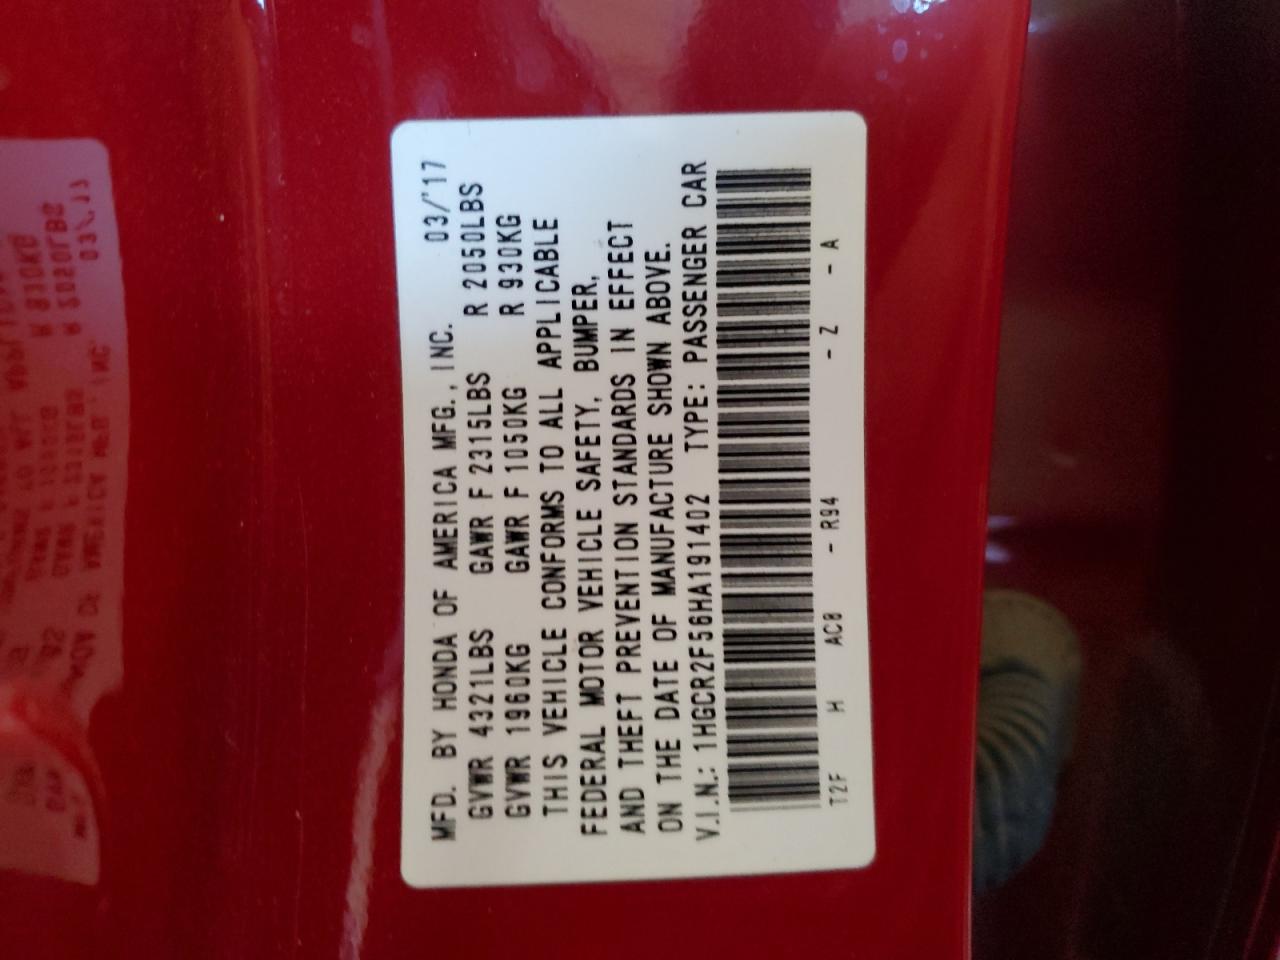 MFD. BY HONDA OF AMERICA MFG., INC. 03/'17
GVWR 4321LBS GAWR F 2315LBS R 2050LBS
GVWR 1960KG GAWR F 1050KG R 930KG
THIS VEHICLE CONFORMS TO ALL APPLICABLE
FEDERAL MOTOR VEHICLE SAFETY, BUMPER,
AND THEFT PREVENTION STANDARDS IN EFFECT
ON THE DATE OF MANUFACTURE SHOWN ABOVE.
V.I.N.: 1HGCR2F56HA191402 TYPE: PASSENGER CAR
T2F H AC0 - R94 - Z - A